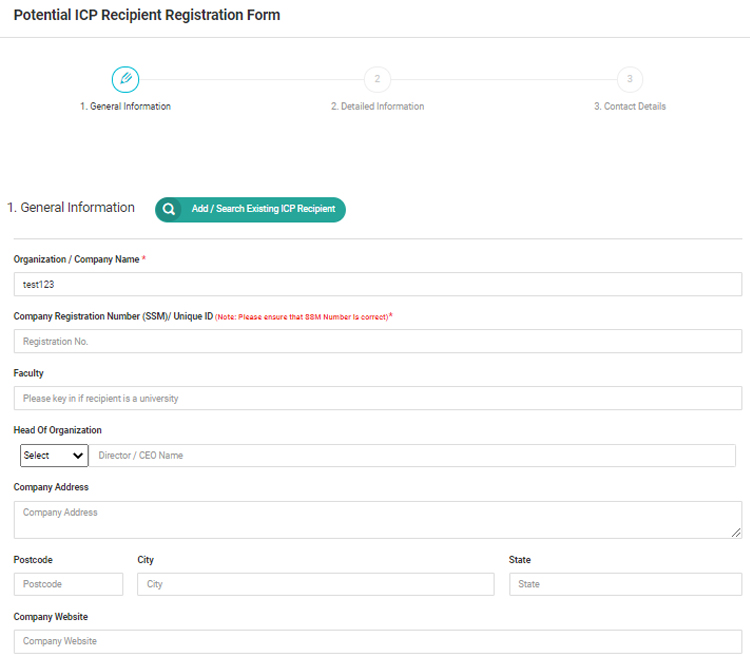 Potential ICP Recipient Registration Form
2 3
1. General Information 2. Detailed Information 3. Contact Details
1. General Information Add / Search Existing ICP Recipient
Organization / Company Name *
test123
Company Registration Number (SSM)/ Unique ID (Note: Please ensure that SSM Number is correct)*
Registration No.
Faculty
Please key in if recipient is a university
Head Of Organization
Select Director / CEO Name
Company Address
Company Address
Postcode City State
Postcode City State
Company Website
Company Website